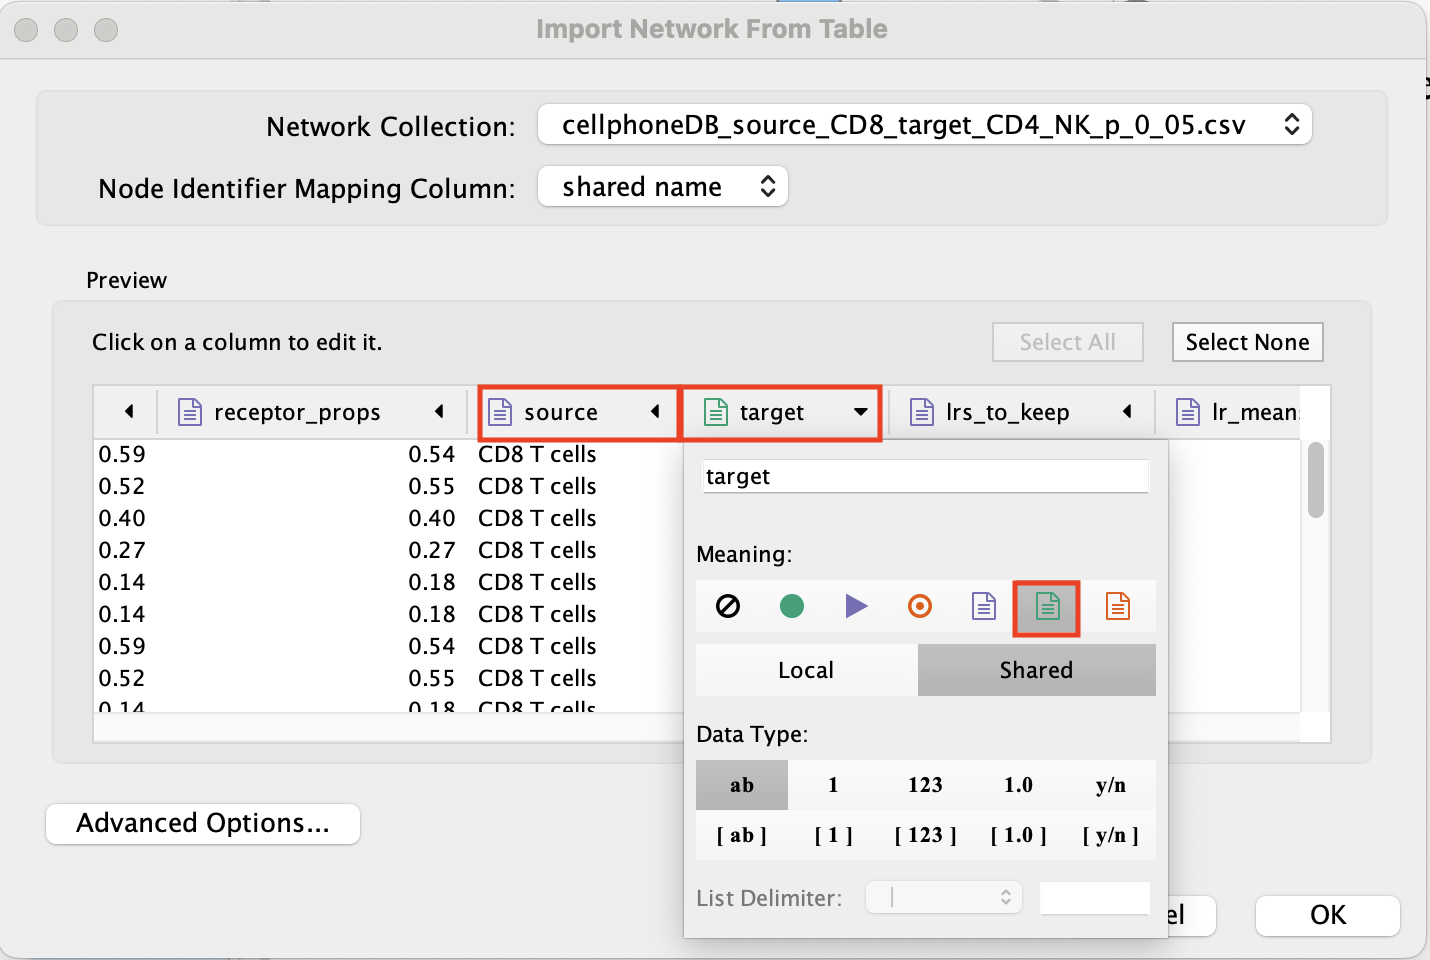 Import Network From Table
Network Collection: cellphoneDB_source_CD8_target_CD4_NK_p_0_05.csv
Node Identifier Mapping Column: shared name
Preview
Click on a column to edit it. Select All Select None
receptor_props source target lrs_to_keep
0.59 0.54 CD8 T cells
0.52 0.55 CD8 T cells
0.40 0.40 CD8 T cells
0.27 0.27 CD8 T cells
0.14 0.18 CD8 T cells
0.14 0.18 CD8 T cells
0.59 0.54 CD8 T cells
0.52 0.55 CD8 T cells
0.14 0.18 CD8 T cells
target
Meaning:
Local Shared
Data Type:
ab 1 123 1.0 y/n
[ ab ] [ 1 ] [ 123 ] [ 1.0 ] [ y/n ]
List Delimiter: |
Advanced Options...
OK